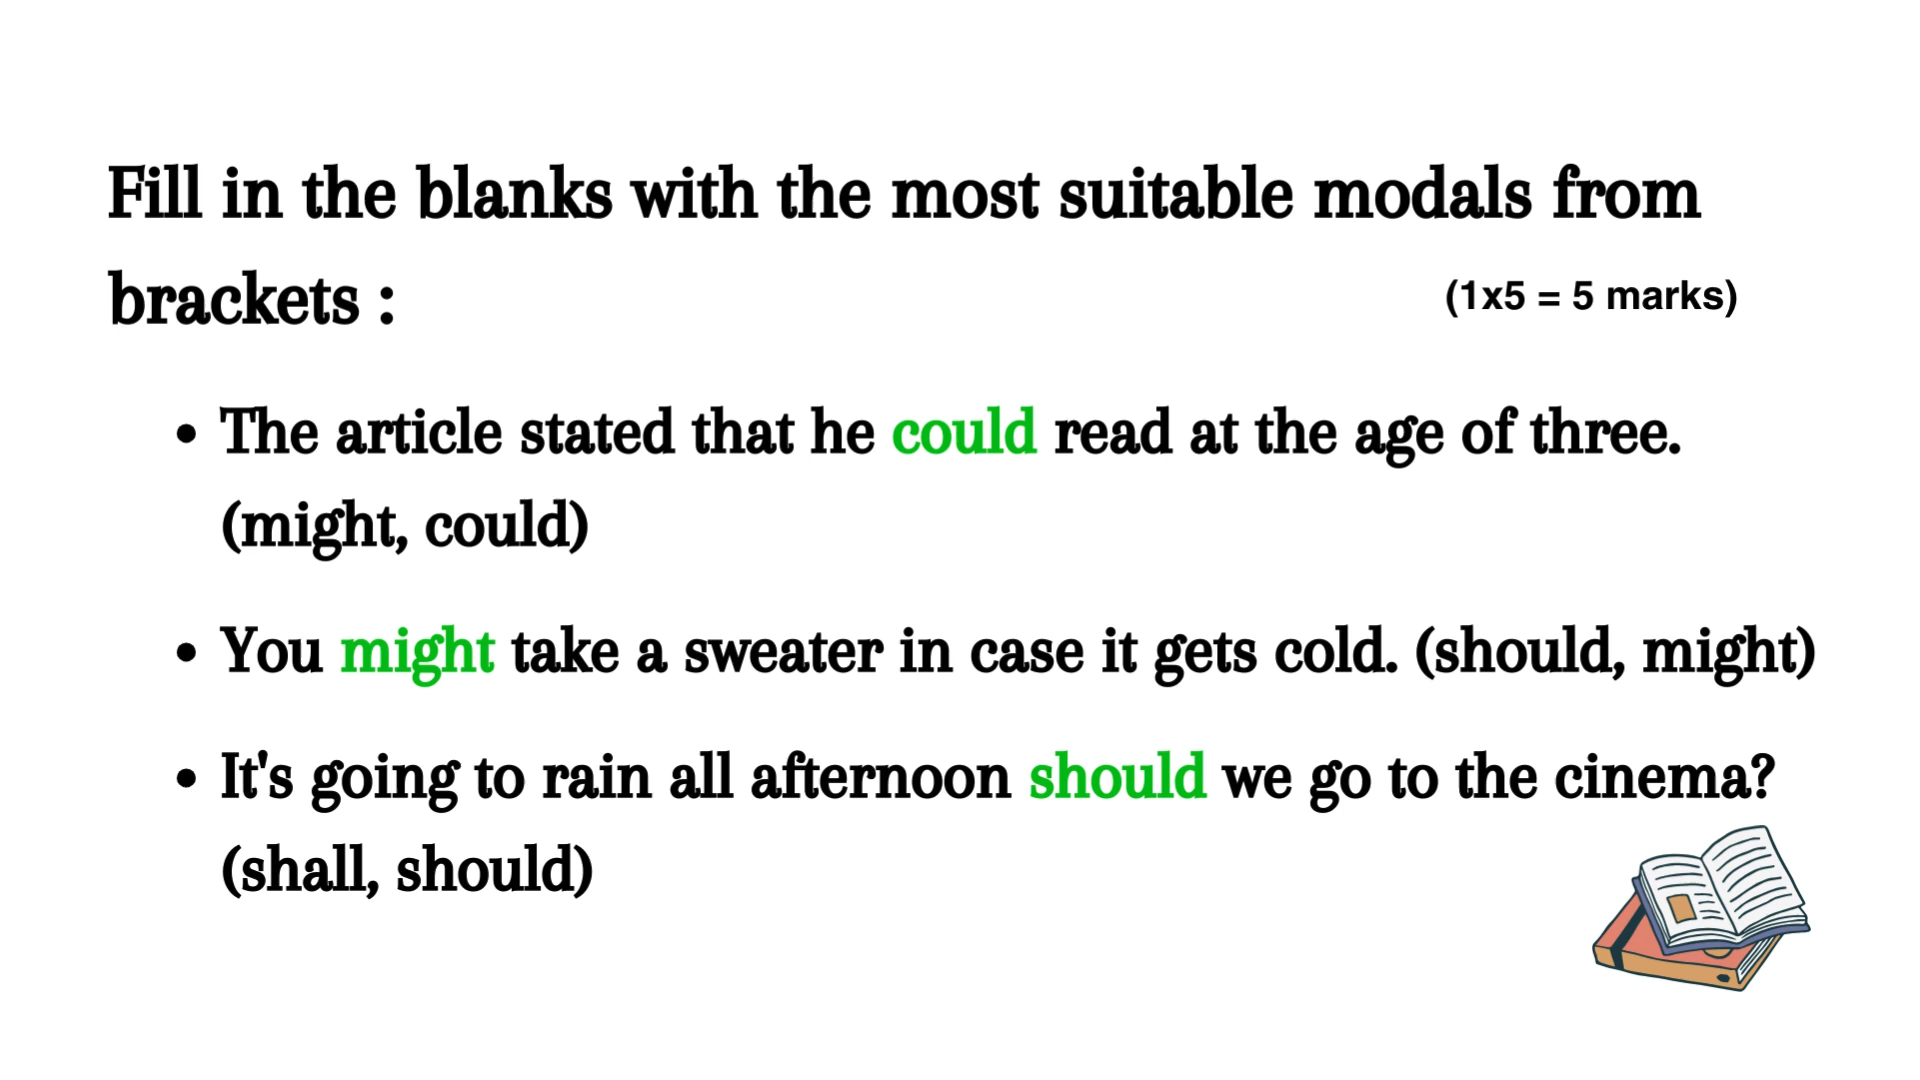 Fill in the blanks with the most suitable modals from
brackets :
(1x5 = 5 marks)
• The article stated that he could read at the age of three.
(might, could)
• You might take a sweater in case it gets cold. (should, might)
• It's going to rain all afternoon should we go to the cinema?
(shall, should)